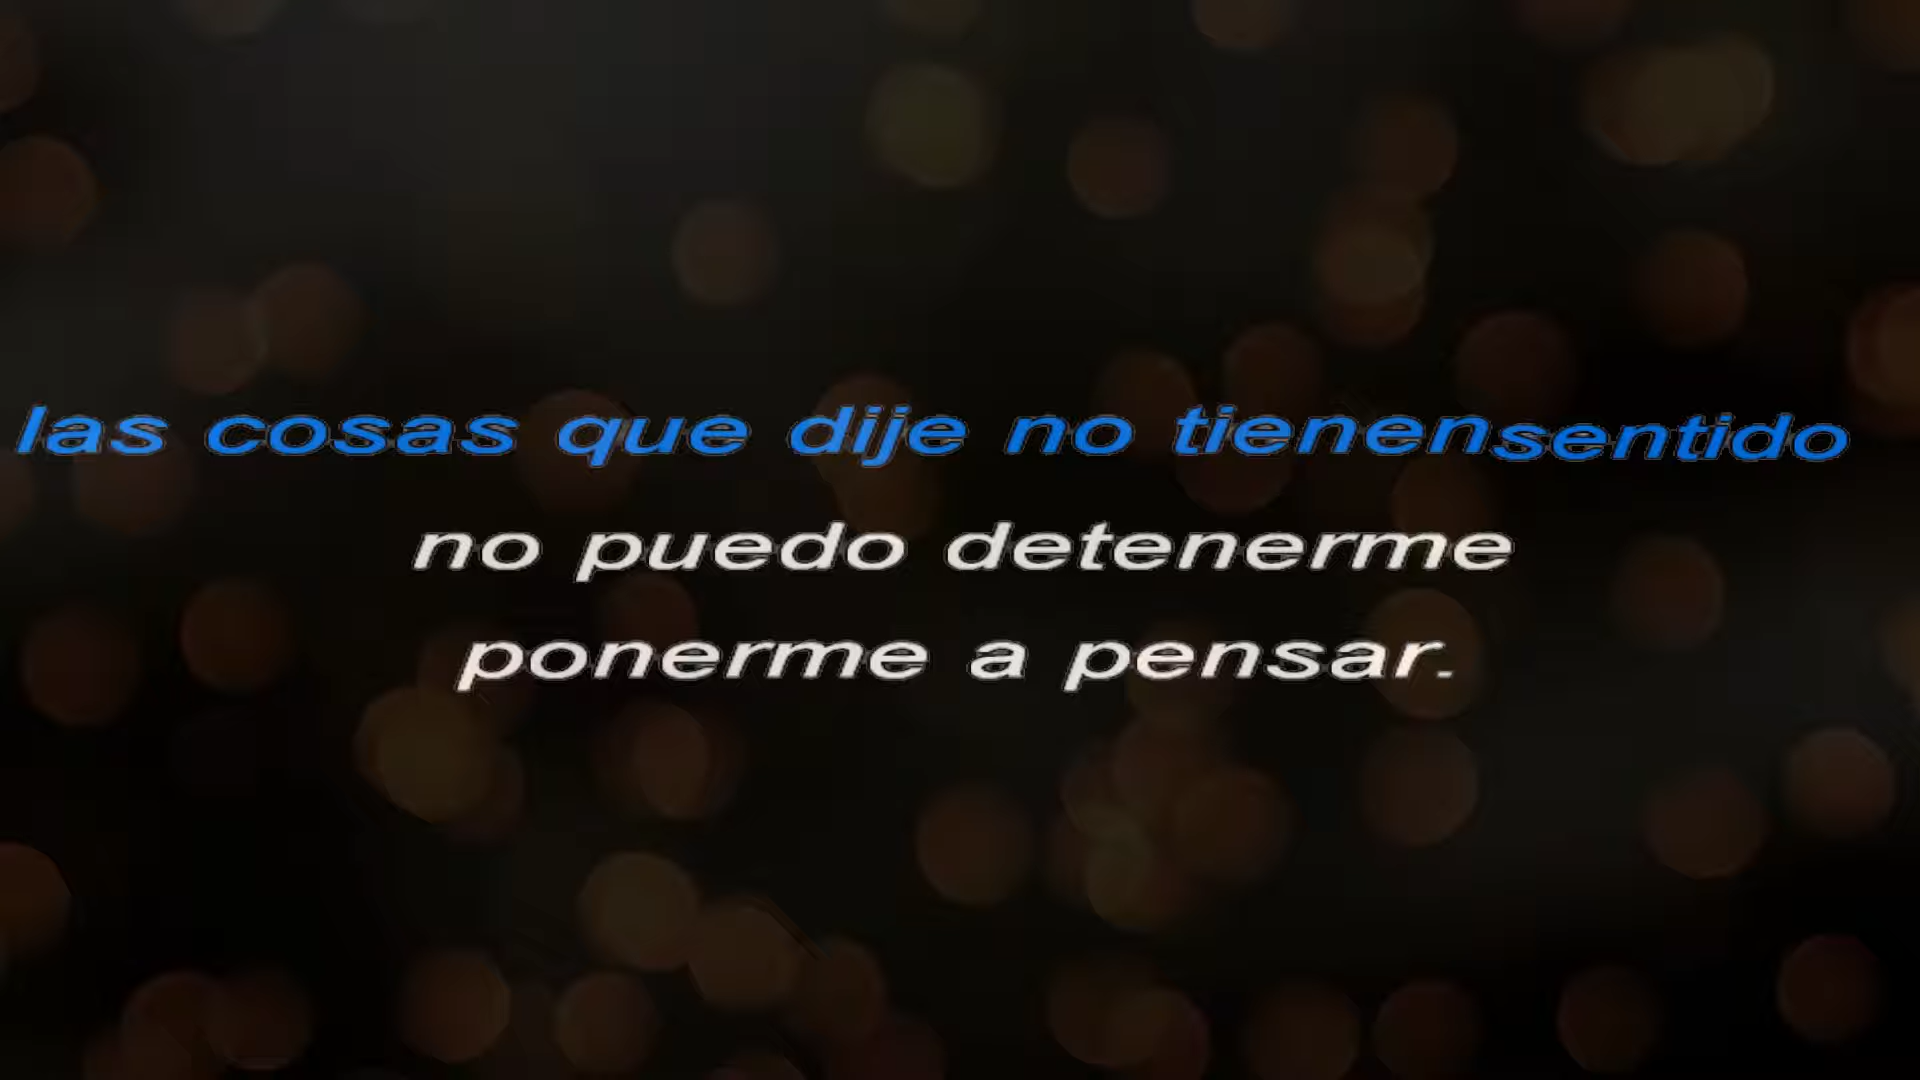 las cosas que dije no tienensentido
no puedo detenerme
ponerme a pensar.